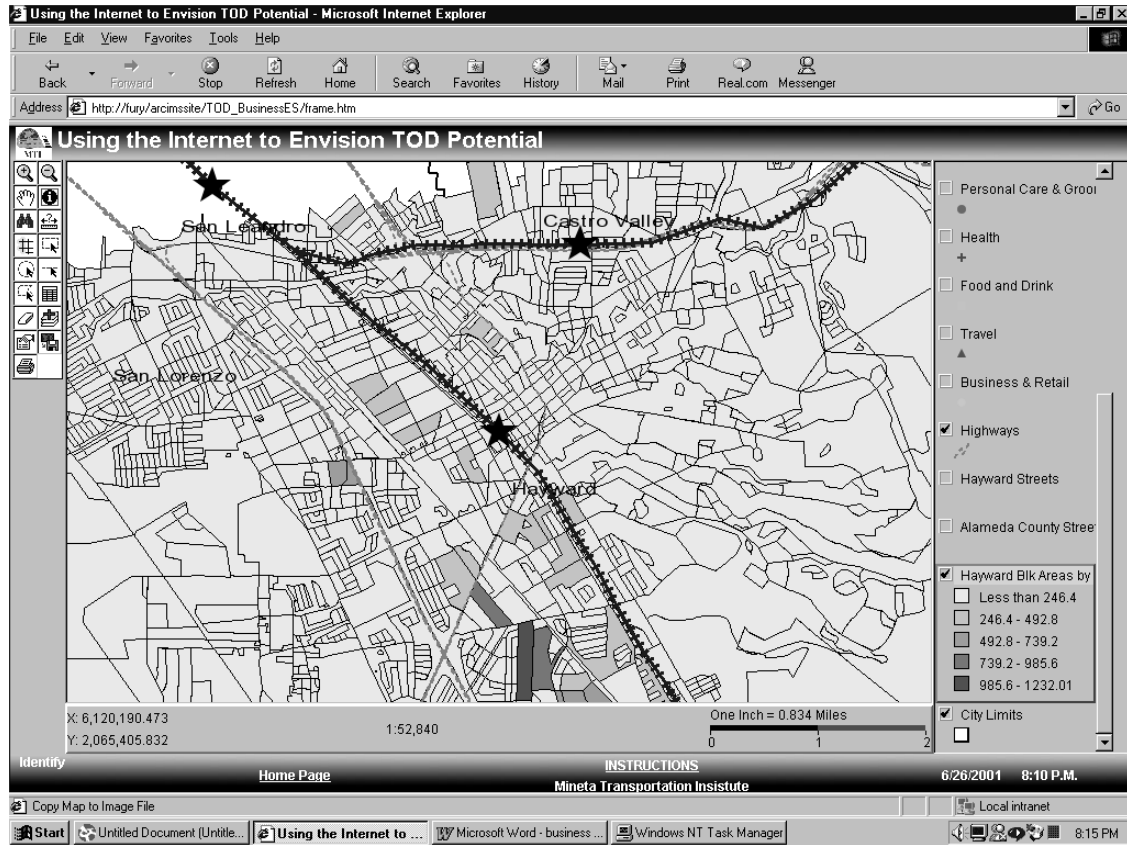 Using the Internet to Envision TOD Potential - Microsoft Internet Explorer
File Edit View Favorites Tools Help
Back Forward Stop Refresh Home Search Favorites History Mail Print Real.com Messenger
Address http://fury/arcimssite/TOD_BusinessES/frame.htm Go
MTI Using the Internet to Envision TOD Potential
San Leandro
Castro Valley
San Lorenzo
Hayward
Personal Care & Groo
Health
Food and Drink
Travel
Business & Retail
Highways
Hayward Streets
Alameda County Stree
Hayward Blk Areas by
Less than 246.4
246.4 - 492.8
492.8 - 739.2
739.2 - 985.6
985.6 - 1232.01
City Limits
X: 6,120,190.473
Y: 2,065,405.832
1:52,840
One Inch = 0.834 Miles
0 1 2
Identify
Home Page
INSTRUCTIONS
Mineta Transportation Insistute
6/26/2001 8:10 P.M.
Copy Map to Image File
Local intranet
Start Untitled Document (Untitle... Using the Internet to ... Microsoft Word - business ... Windows NT Task Manager 8:15 PM